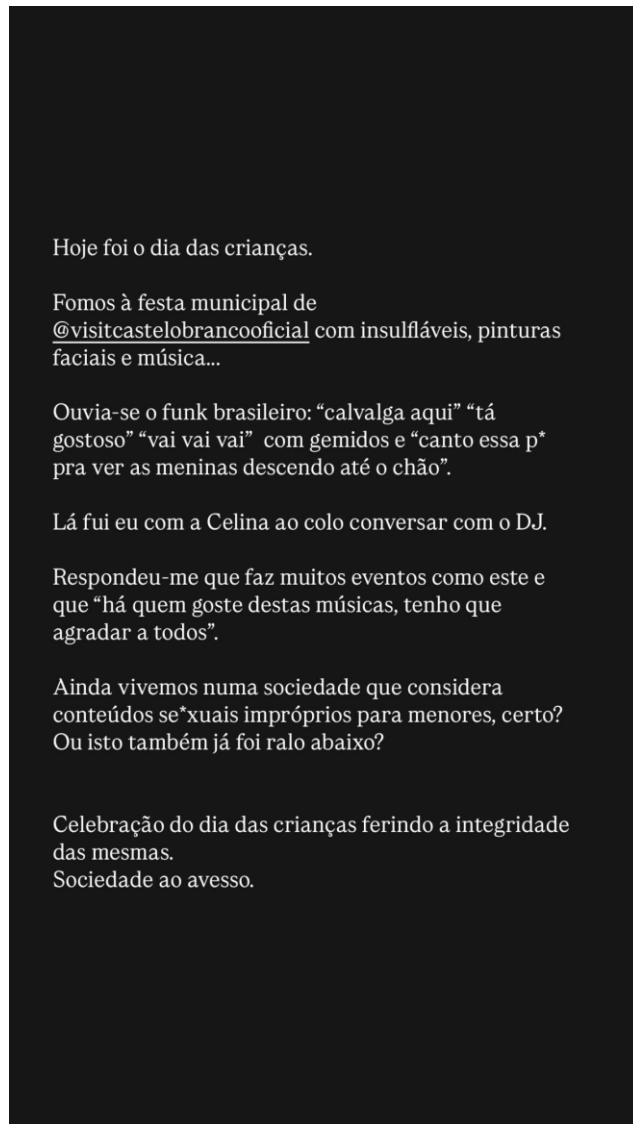 Hoje foi o dia das crianças.
Fomos à festa municipal de
@visitcastelobrancooficial com insulfláveis, pinturas
faciais e música...
Ouvia-se o funk brasileiro: “calvalga aqui” “tá
gostoso” “vai vai vai”  com gemidos e “canto essa p*
pra ver as meninas descendo até o chão”.
Lá fui eu com a Celina ao colo conversar com o DJ.
Respondeu-me que faz muitos eventos como este e
que “há quem goste destas músicas, tenho que
agradar a todos”.
Ainda vivemos numa sociedade que considera
conteúdos se*xuais impróprios para menores, certo?
Ou isto também já foi ralo abaixo?
Celebração do dia das crianças ferindo a integridade
das mesmas.
Sociedade ao avesso.